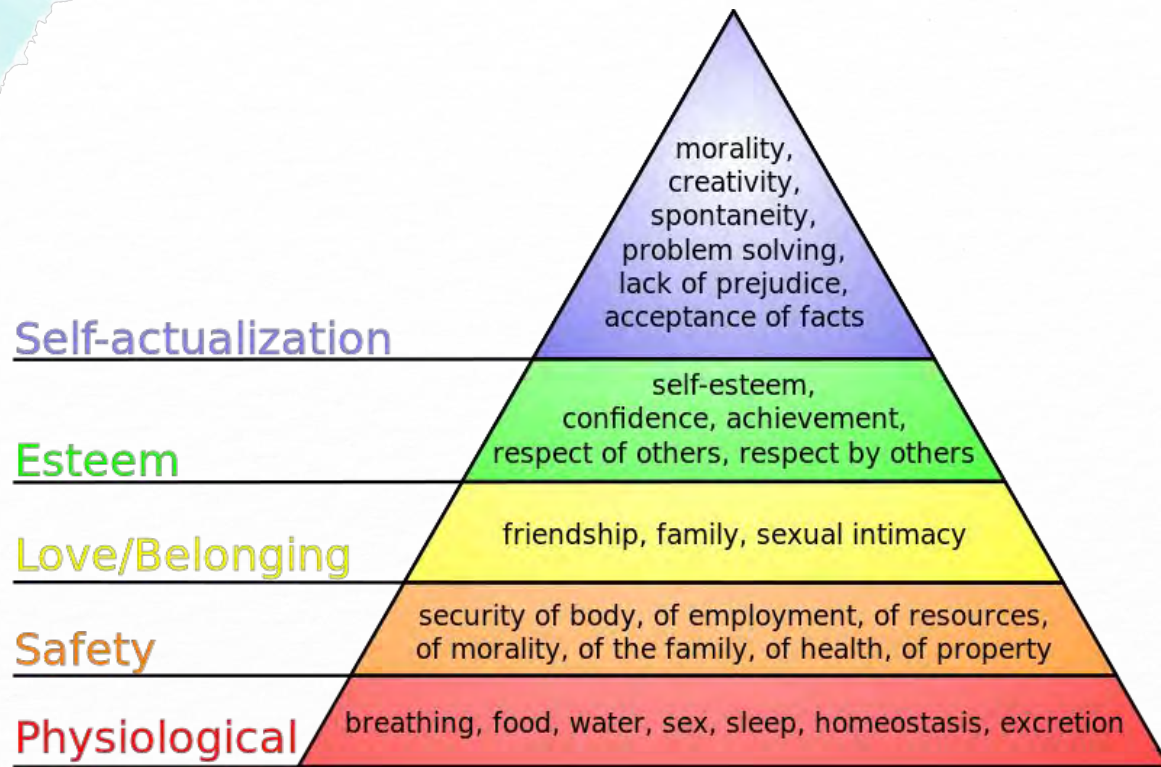 morality,
creativity,
spontaneity,
problem solving,
lack of prejudice,
acceptance of facts
Self-actualization
self-esteem,
confidence, achievement,
respect of others, respect by others
Esteem
friendship, family, sexual intimacy
Love/Belonging
security of body, of employment, of resources,
of morality, of the family, of health, of property
Safety
breathing, food, water, sex, sleep, homeostasis, excretion
Physiological